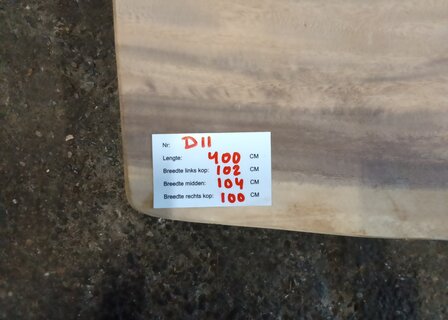 Nr: D11
Lengte: 400 CM
Breedte links kop: 102 CM
Breedte midden: 104 CM
Breedte rechts kop: 100 CM